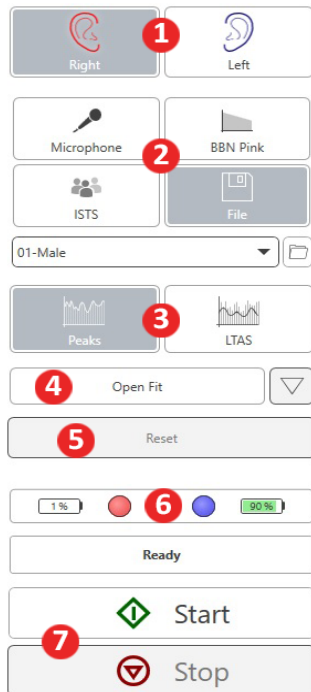 1
Right Left
2
Microphone BBN Pink
ISTS File
01-Male
3
Peaks LTAS
4 Open Fit
5 Reset
1 % 6 90 %
Ready
Start
7
Stop